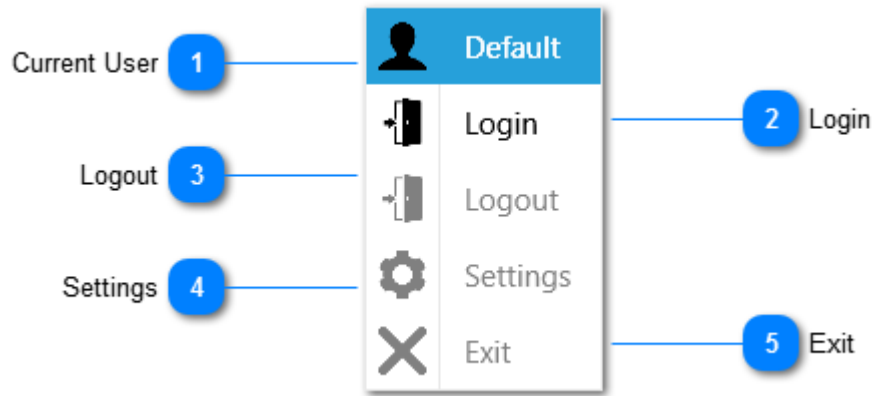 Default
Current User 1
Login
2 Login
Logout 3
Logout
Settings 4
Settings
Exit
5 Exit